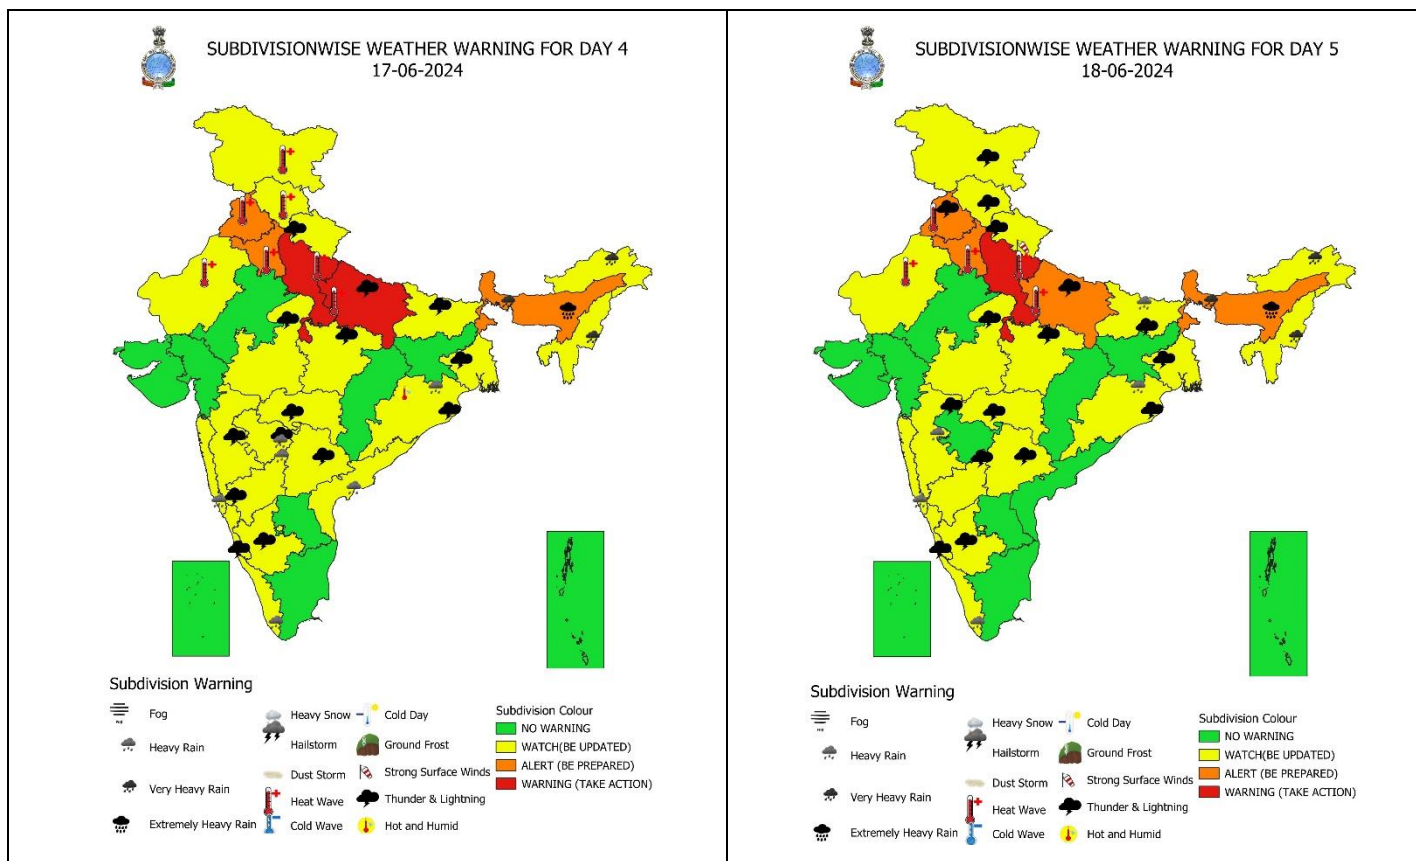 SUBDIVISIONWISE WEATHER WARNING FOR DAY 4
17-06-2024
Subdivision Warning
Fog
Heavy Rain
Very Heavy Rain
Extremely Heavy Rain
Heavy Snow
Hailstorm
Dust Storm
Heat Wave
Cold Wave
Cold Day
Ground Frost
Strong Surface Winds
Thunder & Lightning
Hot and Humid
Subdivision Colour
NO WARNING
WATCH(BE UPDATED)
ALERT (BE PREPARED)
WARNING (TAKE ACTION)
SUBDIVISIONWISE WEATHER WARNING FOR DAY 5
18-06-2024
Subdivision Warning
Fog
Heavy Rain
Very Heavy Rain
Extremely Heavy Rain
Heavy Snow
Hailstorm
Dust Storm
Heat Wave
Cold Wave
Cold Day
Ground Frost
Strong Surface Winds
Thunder & Lightning
Hot and Humid
Subdivision Colour
NO WARNING
WATCH(BE UPDATED)
ALERT (BE PREPARED)
WARNING (TAKE ACTION)